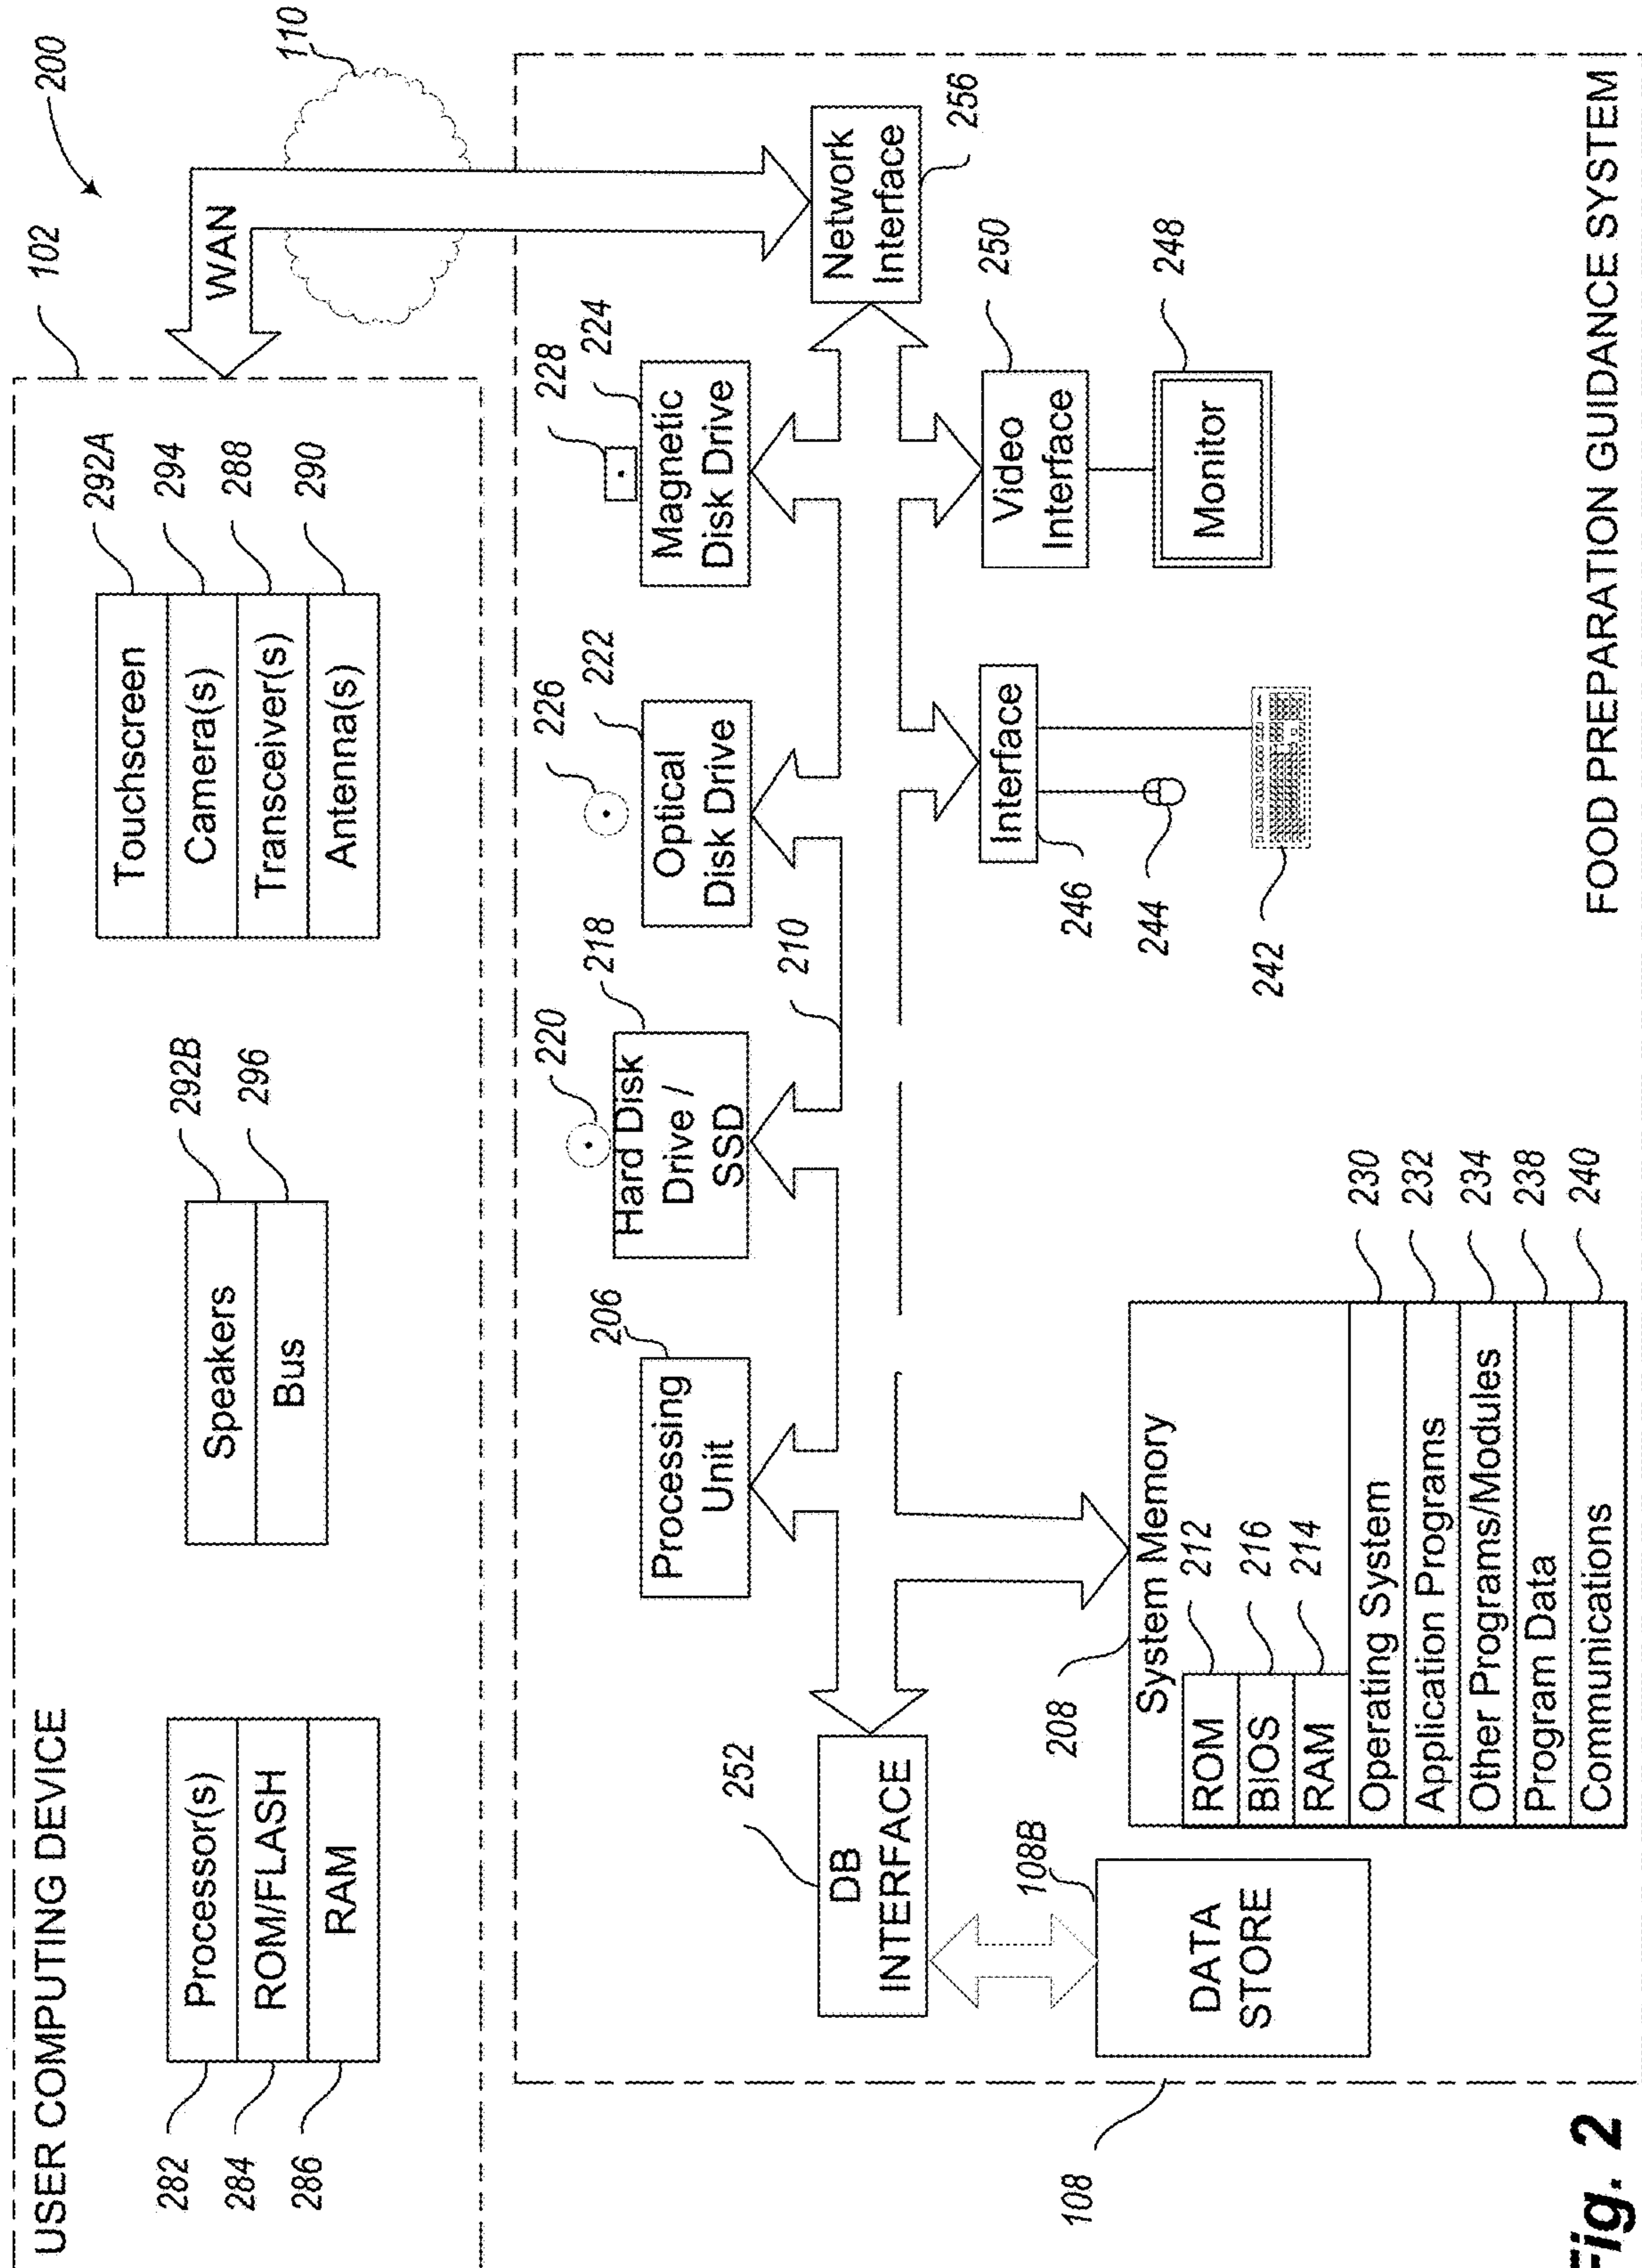 200
USER COMPUTING DEVICE
102
282
Processor(s)
284
ROM/FLASH
286
RAM
Speakers
292B
Bus
296
Touchscreen
292A
Camera(s)
294
Transceiver(s)
288
Antenna(s)
290
WAN
110
220
226
228
206
218
222
224
Processing
Unit
Hard Disk
Drive /
SSD
Optical
Disk Drive
Magnetic
Disk Drive
252
210
DB
INTERFACE
Network
Interface
256
108B
DATA
STORE
108
208
System Memory
ROM
212
BIOS
216
RAM
214
Operating System
230
Application Programs
232
Other Programs/Modules
234
Program Data
238
Communications
240
Interface
246
244
242
Video
Interface
250
Monitor
248
FOOD PREPARATION GUIDANCE SYSTEM
Fig. 2